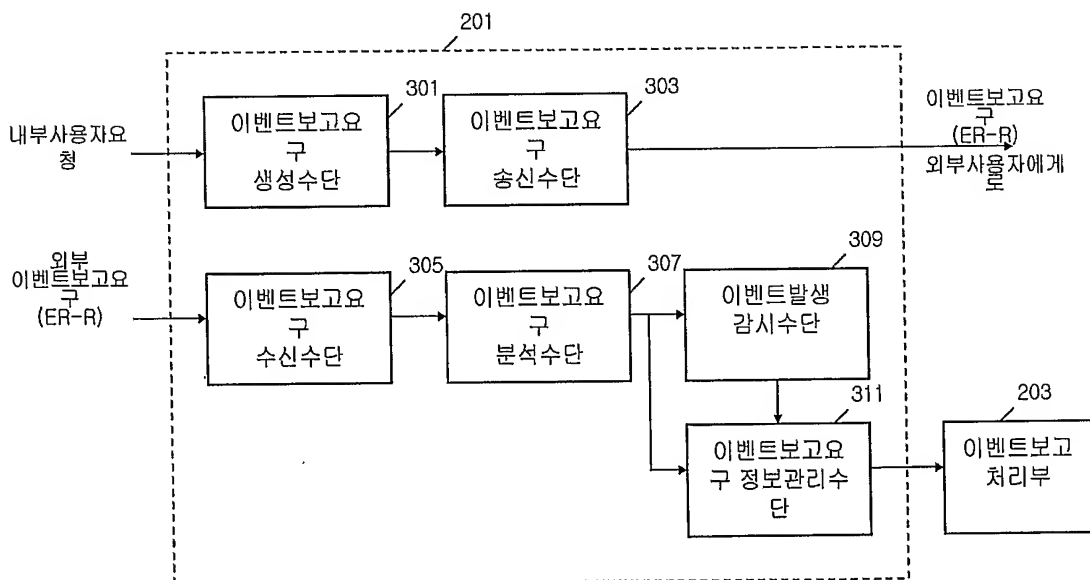 201
301
303
내부사용자요
청
이벤트보고요
구
생성수단
이벤트보고요
구
송신수단
이벤트보고요
구
(ER-R)
외부사용자에게
로
외부
이벤트보고요
구
(ER-R)
305
307
309
이벤트보고요
구
수신수단
이벤트보고요
구
분석수단
이벤트발생
감시수단
311
203
이벤트보고요
구 정보관리수
단
이벤트보고
처리부